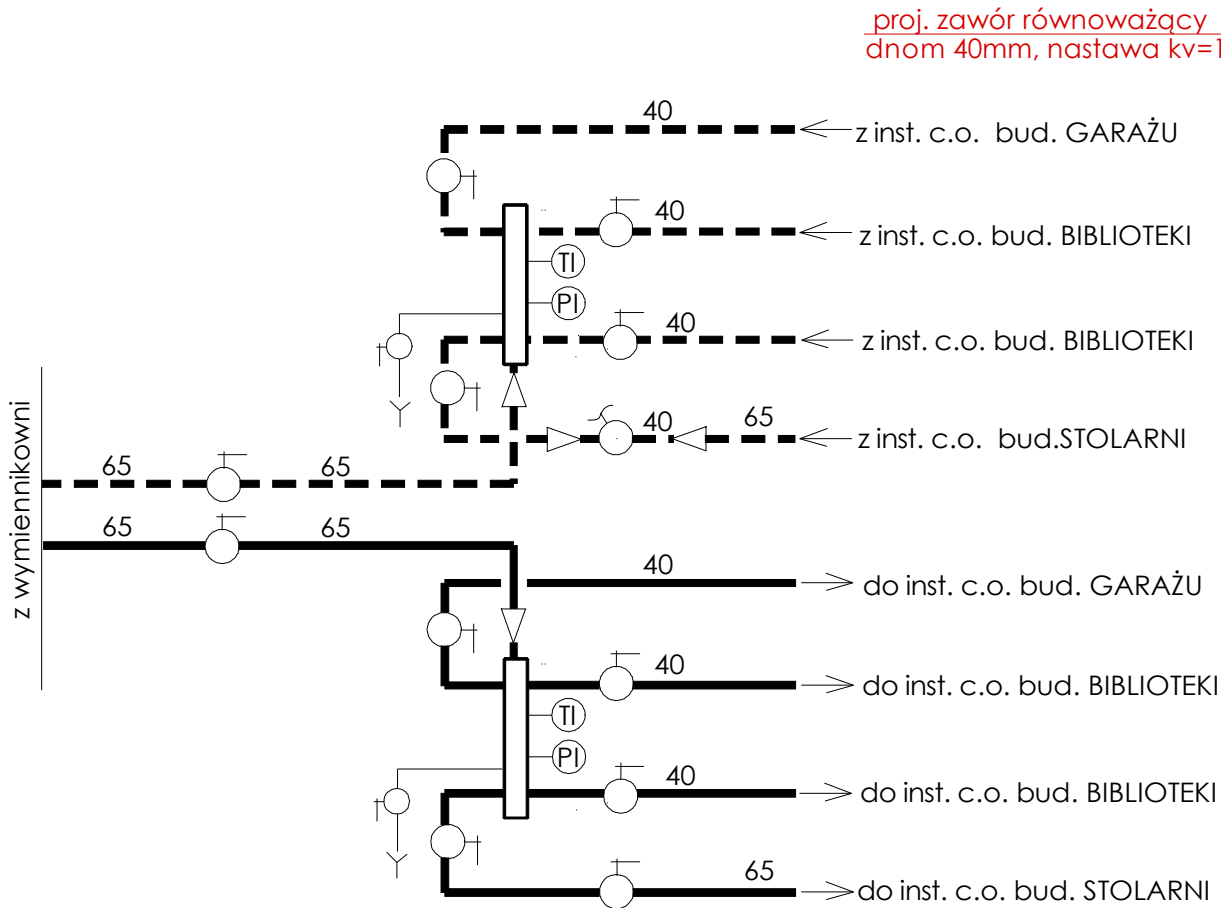 proj. zawór równoważący
dnom 40mm, nastawa kv=1
40
z inst. c.o. bud. GARAŻU
40
z inst. c.o. bud. BIBLIOTEKI
TI
PI
40
z inst. c.o. bud. BIBLIOTEKI
40
65
z inst. c.o. bud.STOLARNI
65
65
65
65
z wymiennikowni
40
do inst. c.o. bud. GARAŻU
40
do inst. c.o. bud. BIBLIOTEKI
TI
PI
40
do inst. c.o. bud. BIBLIOTEKI
65
do inst. c.o. bud. STOLARNI